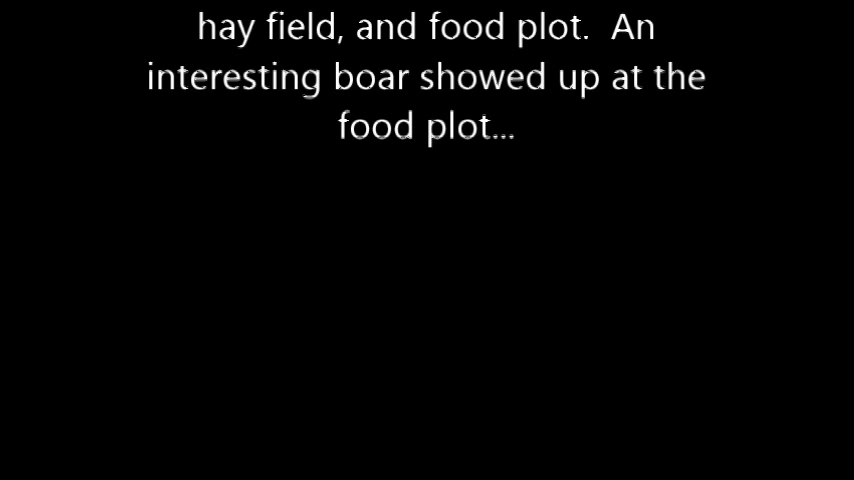 hay field, and food plot.  An
interesting boar showed up at the
food plot...